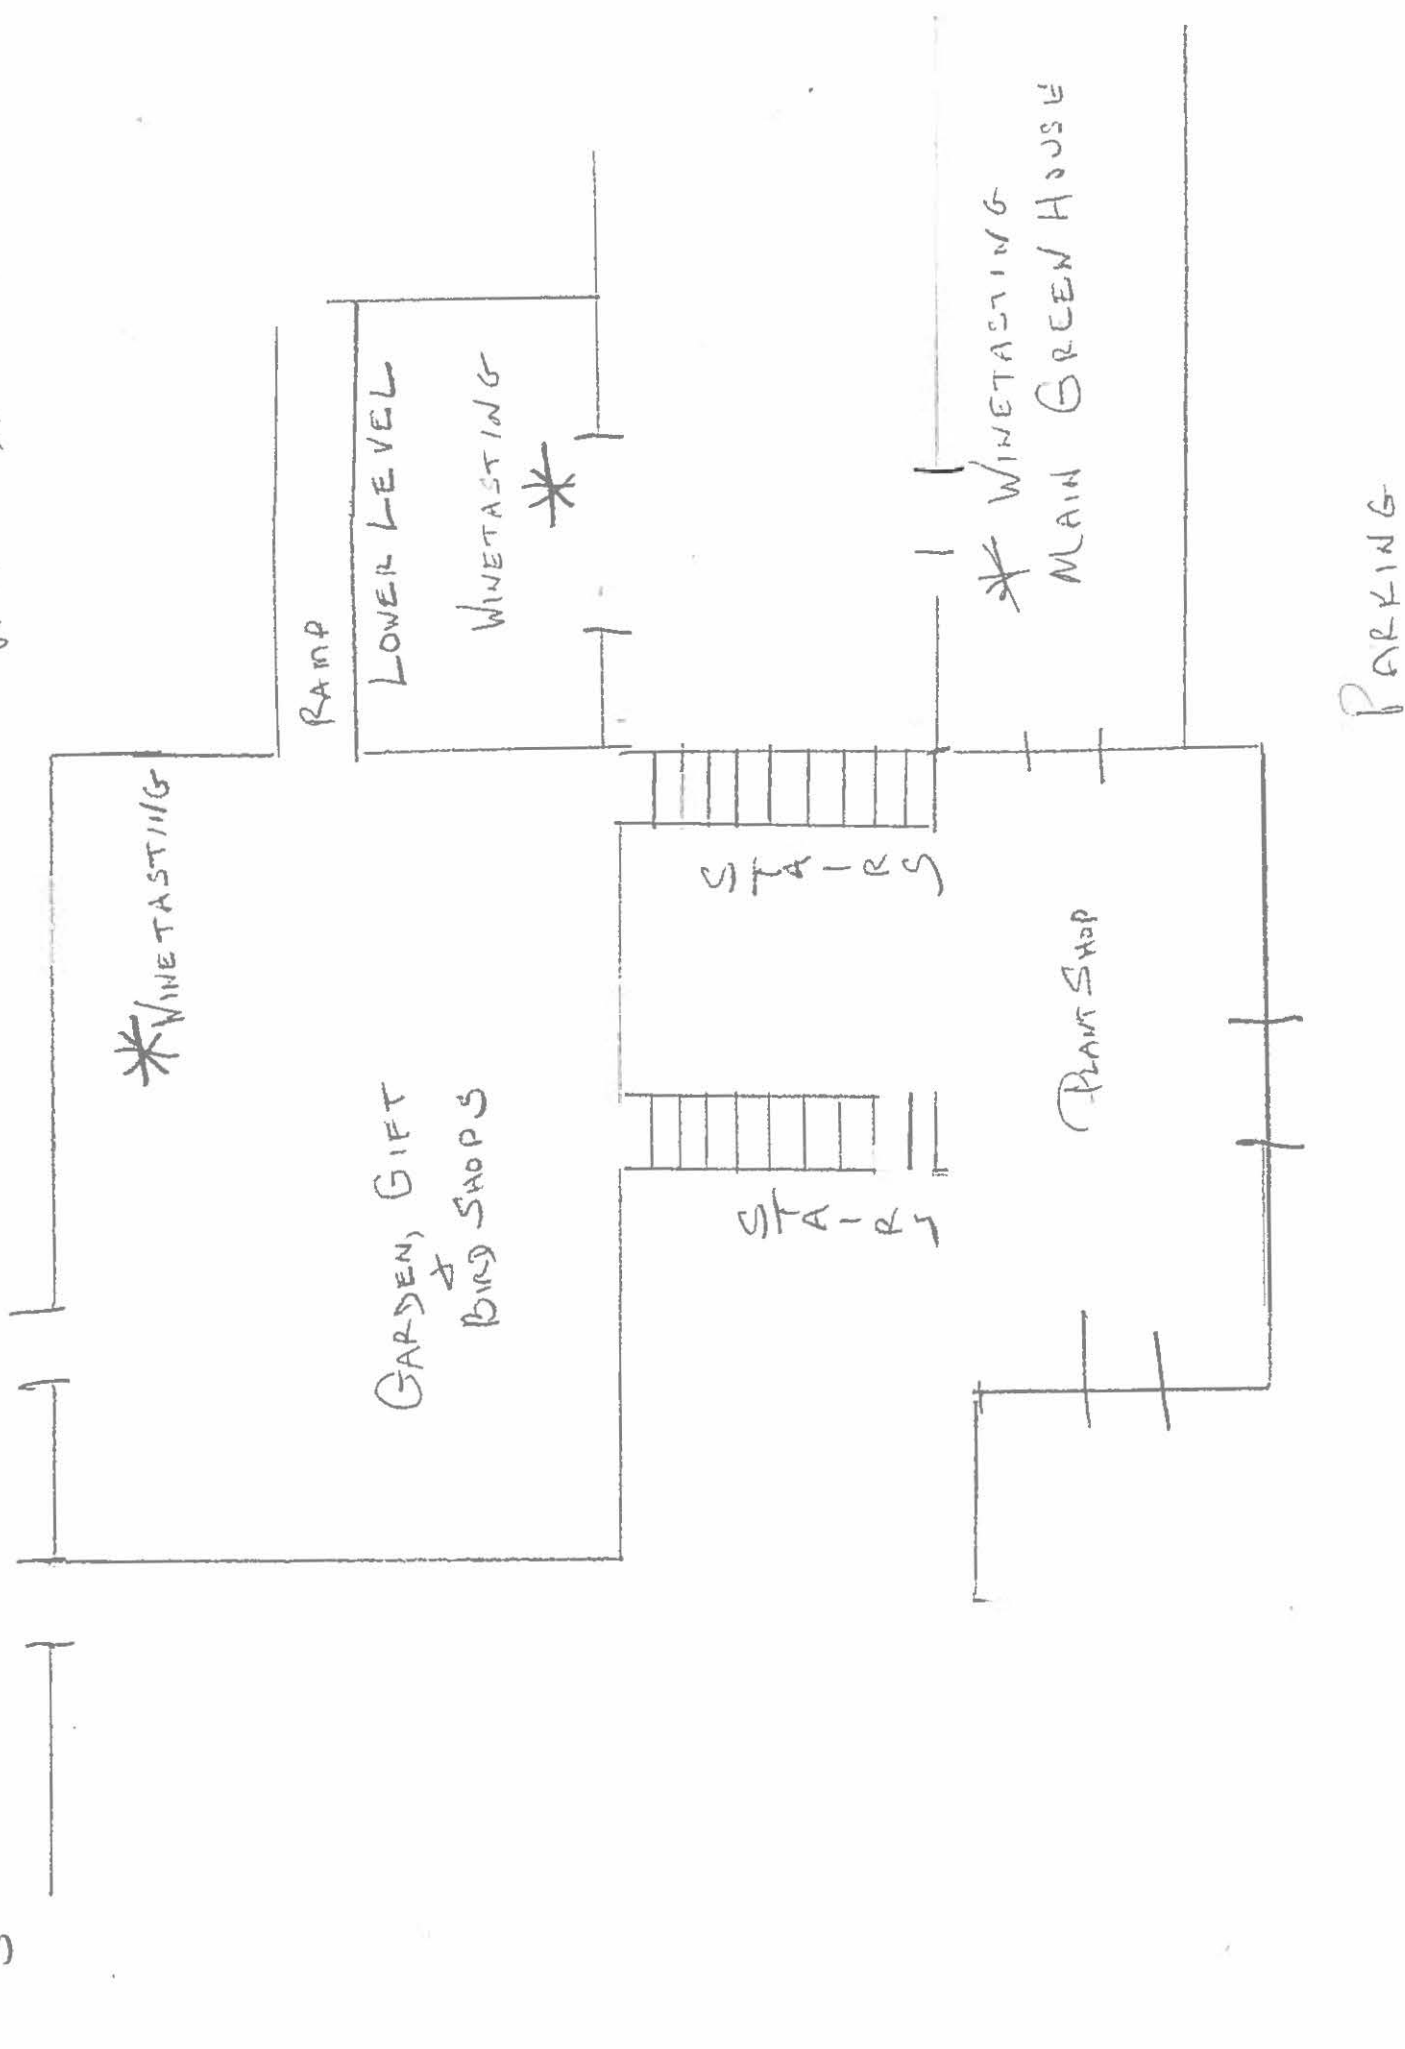 WINETASTING
GARDEN, GIFT
&
BIRD SHOPS
RAMP
LOWER LEVEL
WINETASTING
STAIRS
STAIRS
WINETASTING
MAIN GREEN HOUSE
PLANT SHOP
PARKING